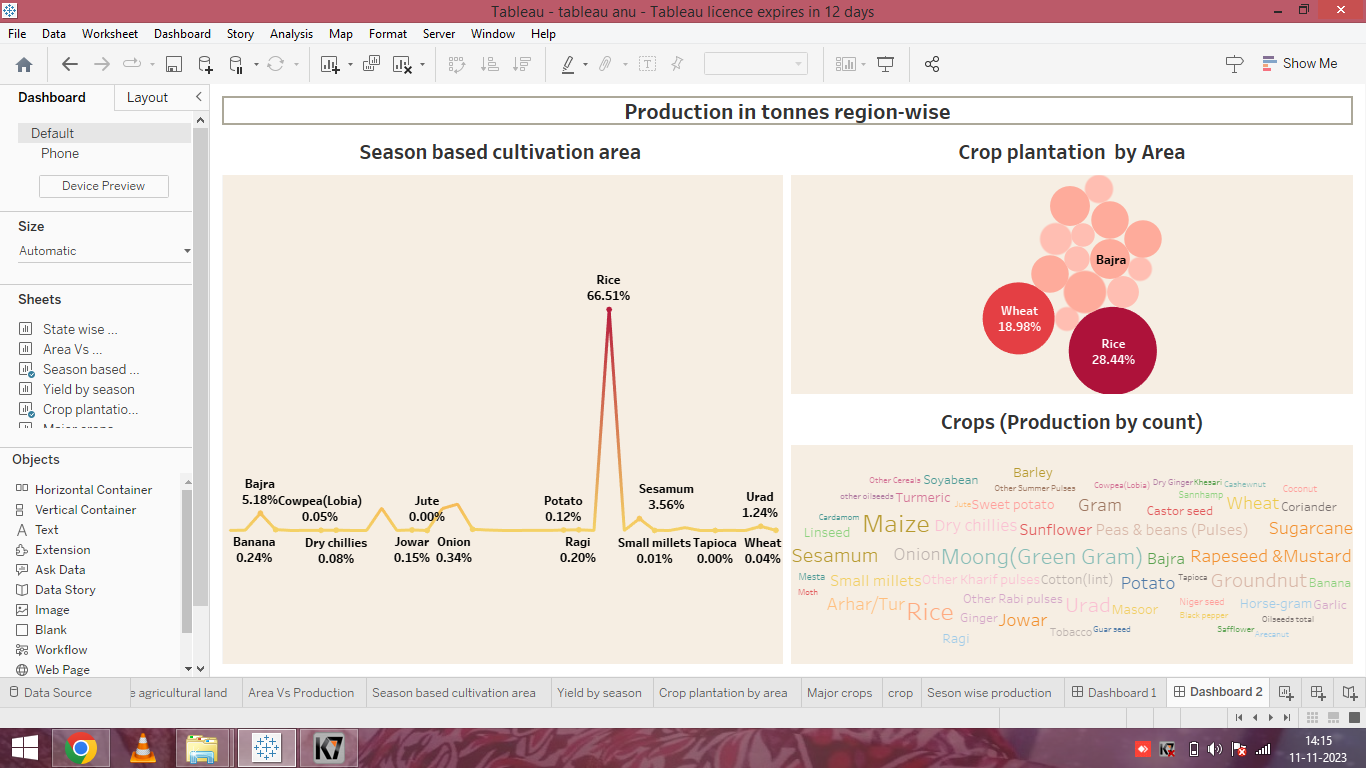 Tableau - tableau anu - Tableau licence expires in 12 days
File Data Worksheet Dashboard Story Analysis Map Format Server Window Help
Show Me
Dashboard Layout
Default
Phone
Device Preview
Size
Automatic
Sheets
State wise ...
Area Vs ...
Season based ...
Yield by season
Crop plantatio...
Objects
Horizontal Container
Vertical Container
Text
Extension
Ask Data
Data Story
Image
Blank
Workflow
Web Page
Production in tonnes region-wise
Season based cultivation area
Rice
66.51%
Bajra
5.18%
Cowpea(Lobia)
0.05%
Jute
0.00%
Potato
0.12%
Sesamum
3.56%
Urad
1.24%
Banana
0.24%
Dry chillies
0.08%
Jowar
0.15%
Onion
0.34%
Ragi
0.20%
Small millets
0.01%
Tapioca
0.00%
Wheat
0.04%
Crop plantation by Area
Bajra
Wheat
18.98%
Rice
28.44%
Crops (Production by count)
Barley
Other Cereals Soyabean
Other Summer Pulses Cowpea(Lobia) Dry Ginger Khesari Cashewnut Coconut
other oilseeds Turmeric Jute Sweet potato Gram Castor seed Sannhamp Wheat Coriander
Cardamom Linseed Maize Dry chillies Sunflower Peas & beans (Pulses) Sugarcane
Sesamum Onion Moong(Green Gram) Bajra Rapeseed &Mustard
Mesta Small millets Other Kharif pulses Cotton(lint) Potato Tapioca Groundnut Banana
Moth Arhar/Tur Rice Other Rabi pulses Urad Masoor Niger seed Horse-gram Garlic
Ginger Jowar Black pepper Oilseeds total
Ragi Tobacco Guar seed Safflower Arecanut
Data Source e agricultural land Area Vs Production Season based cultivation area Yield by season Crop plantation by area Major crops crop Seson wise production Dashboard 1 Dashboard 2
K7
14:15
11-11-2023